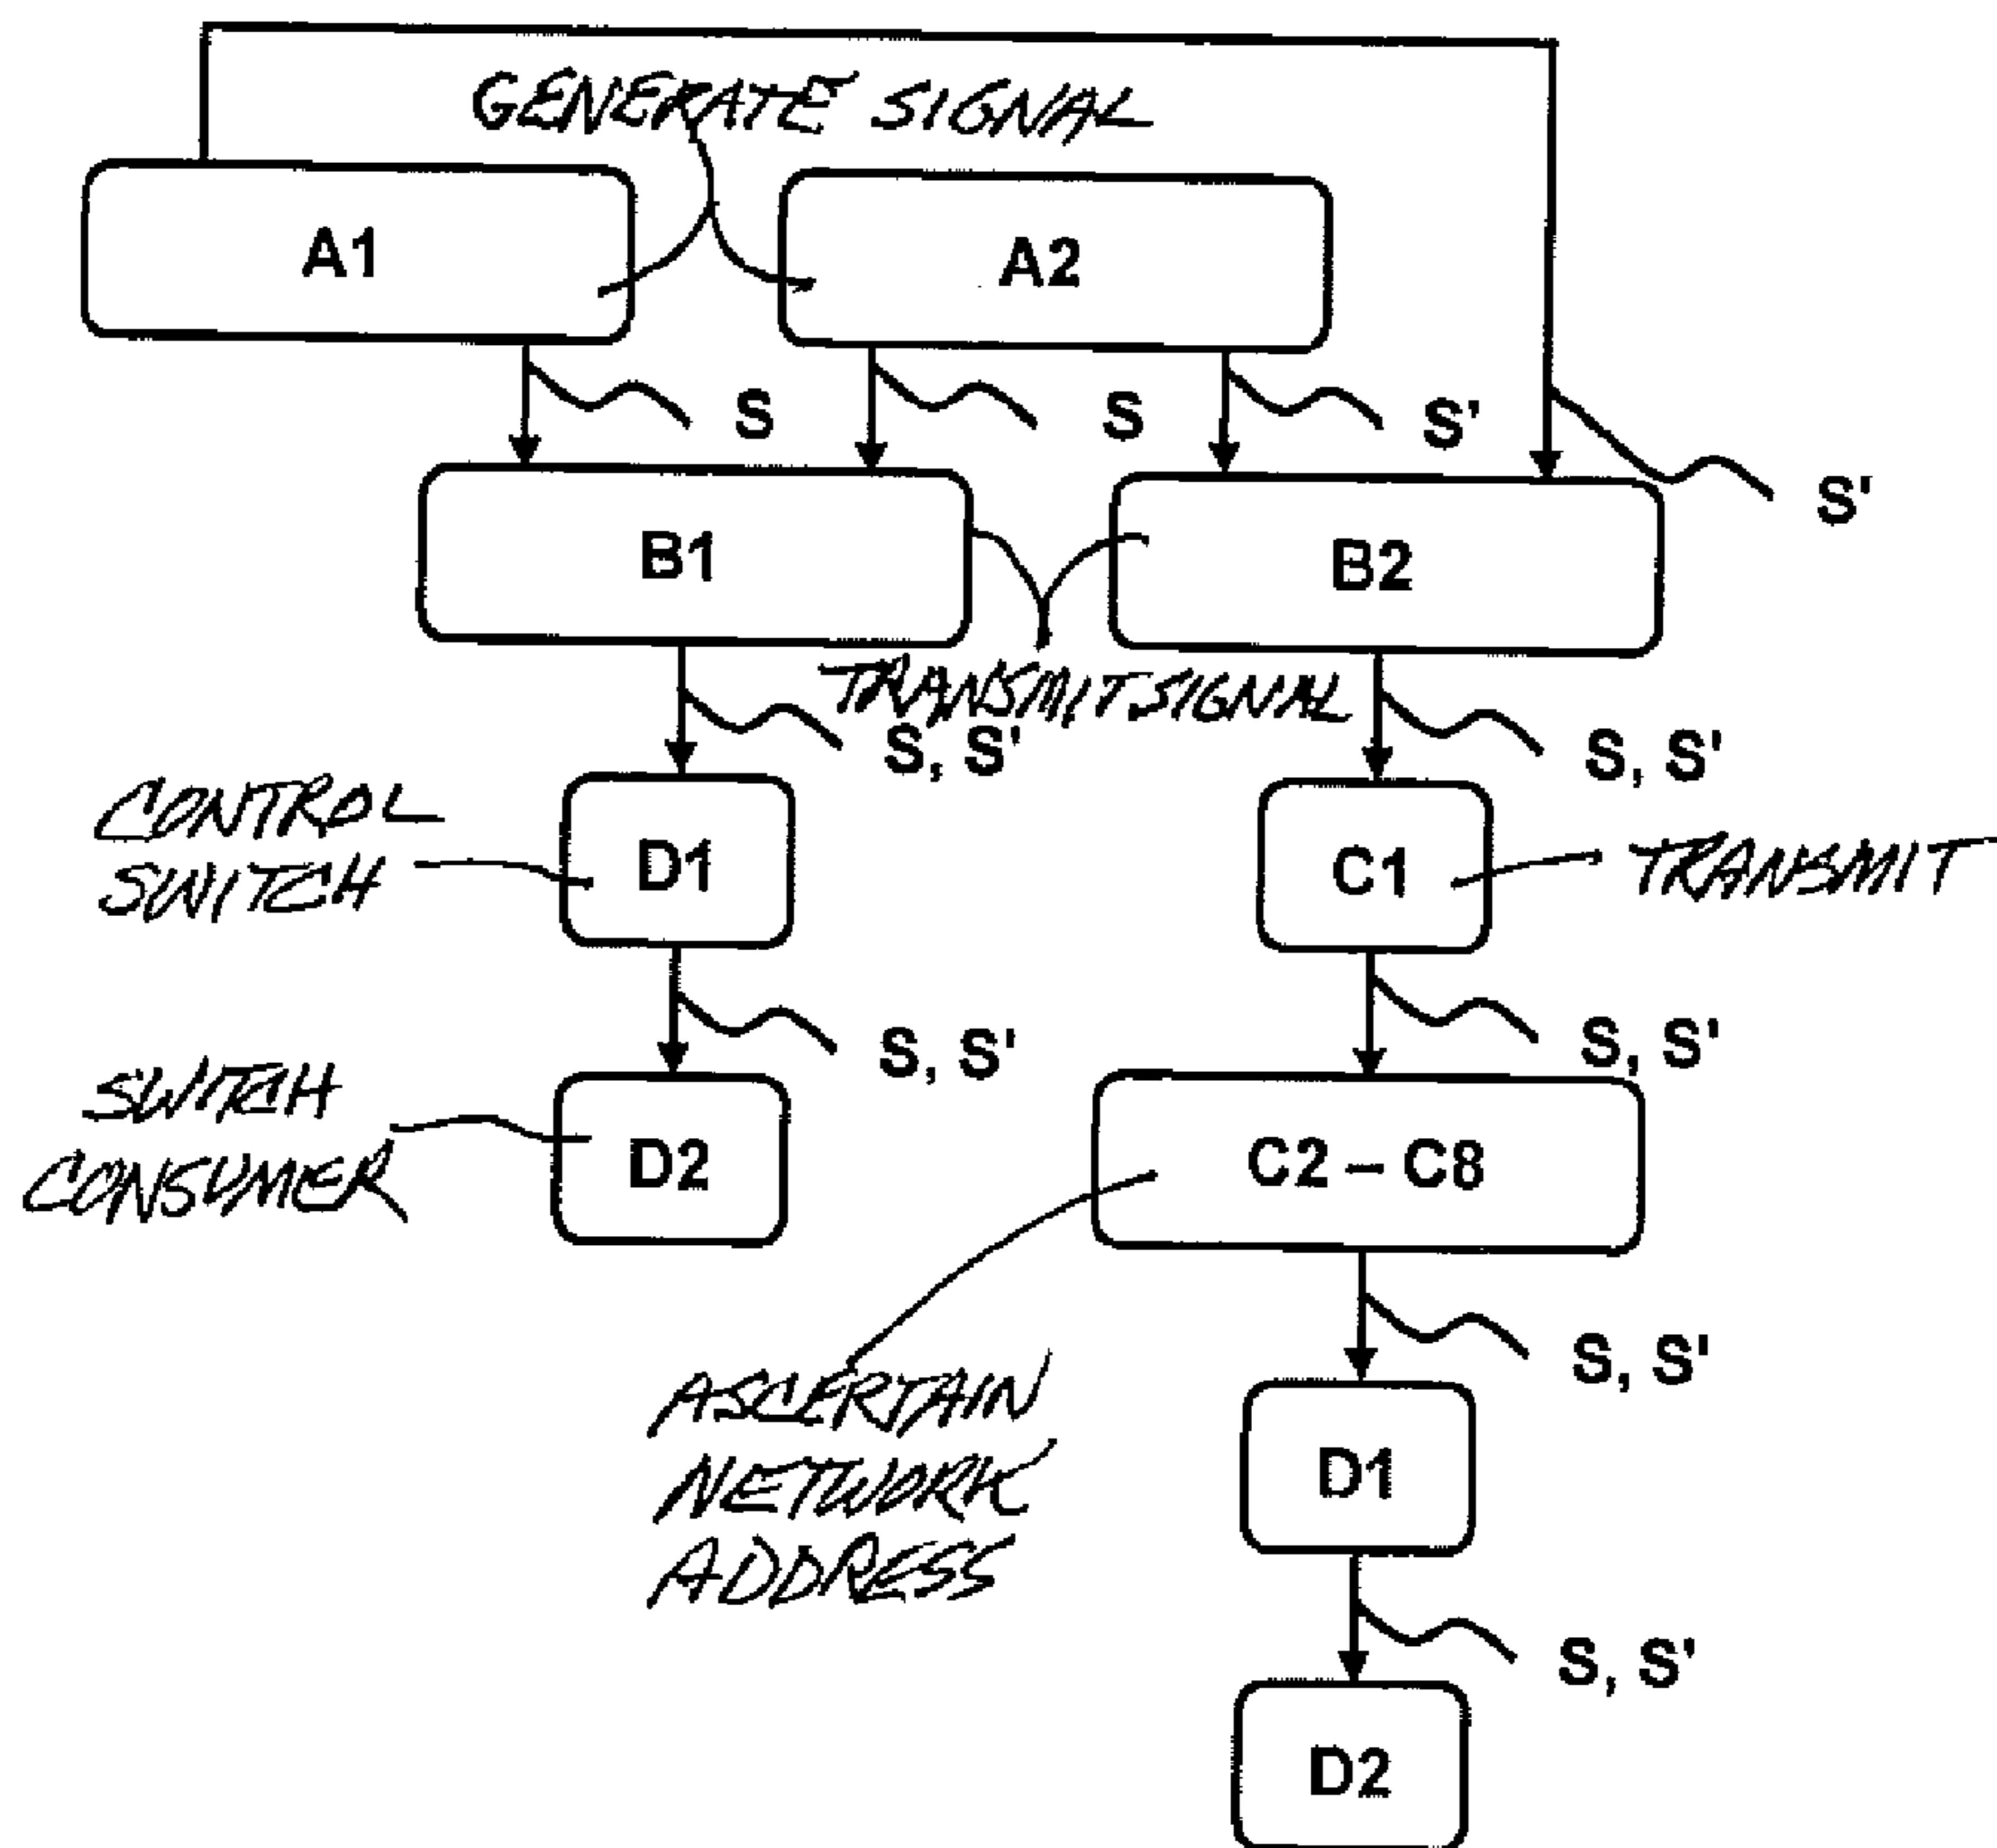 GENERATE SIGNAL
A1
A2
S
S
S'
S'
B1
B2
TRANSMIT SIGNAL
S, S'
S, S'
CONTROL
SWITCH
D1
C1
TRANSMIT
S, S'
S, S'
SWITCH
CONSUMER
D2
C2 – C8
S, S'
ASCERTAIN
NETWORK
ADDRESS
D1
S, S'
D2